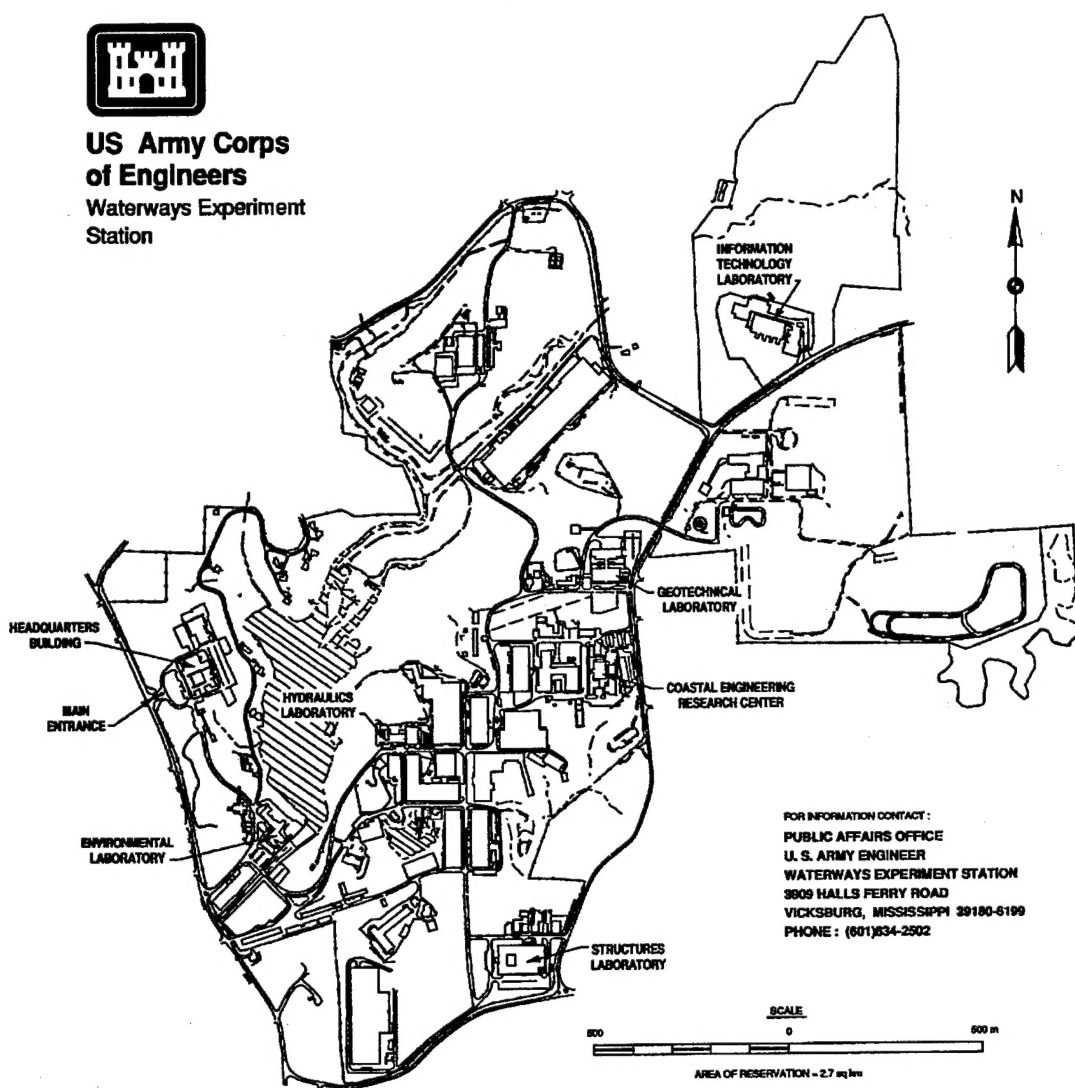 US Army Corps
of Engineers
Waterways Experiment
Station
N
INFORMATION
TECHNOLOGY
LABORATORY
GEOTECHNICAL
LABORATORY
HEADQUARTERS
BUILDING
MAIN
ENTRANCE
HYDRAULICS
LABORATORY
COASTAL ENGINEERING
RESEARCH CENTER
ENVIRONMENTAL
LABORATORY
STRUCTURES
LABORATORY
FOR INFORMATION CONTACT :
PUBLIC AFFAIRS OFFICE
U. S. ARMY ENGINEER
WATERWAYS EXPERIMENT STATION
3909 HALLS FERRY ROAD
VICKSBURG, MISSISSIPPI 39180-6199
PHONE : (601)634-2502
SCALE
500 0 500 m
AREA OF RESERVATION = 2.7 sq km